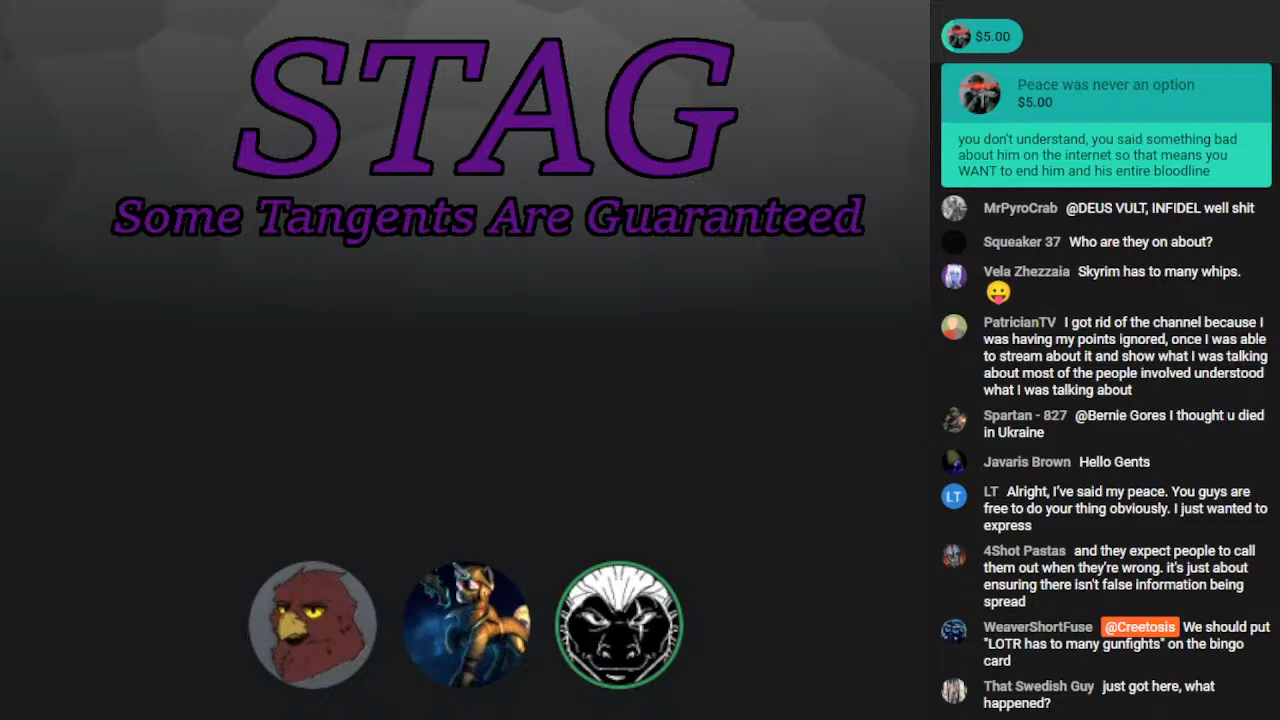 STAG
Some Tangents Are Guaranteed
$5.00
Peace was never an option
$5.00
you don't understand, you said something bad
about him on the internet so that means you
WANT to end him and his entire bloodline
MrPyroCrab @DEUS VULT, INFIDEL well shit
Squeaker 37 Who are they on about?
Vela Zhezzaia Skyrim has to many whips.
😛
PatricianTV I got rid of the channel because I
was having my points ignored, once I was able
to stream about it and show what I was talking
about most of the people involved understood
what I was talking about
Spartan - 827 @Bernie Gores I thought u died
in Ukraine
Javaris Brown Hello Gents
LT LT Alright, I've said my peace. You guys are
free to do your thing obviously. I just wanted to
express
4Shot Pastas and they expect people to call
them out when they're wrong. it's just about
ensuring there isn't false information being
spread
WeaverShortFuse @Creetosis We should put
"LOTR has to many gunfights" on the bingo
card
That Swedish Guy just got here, what
happened?